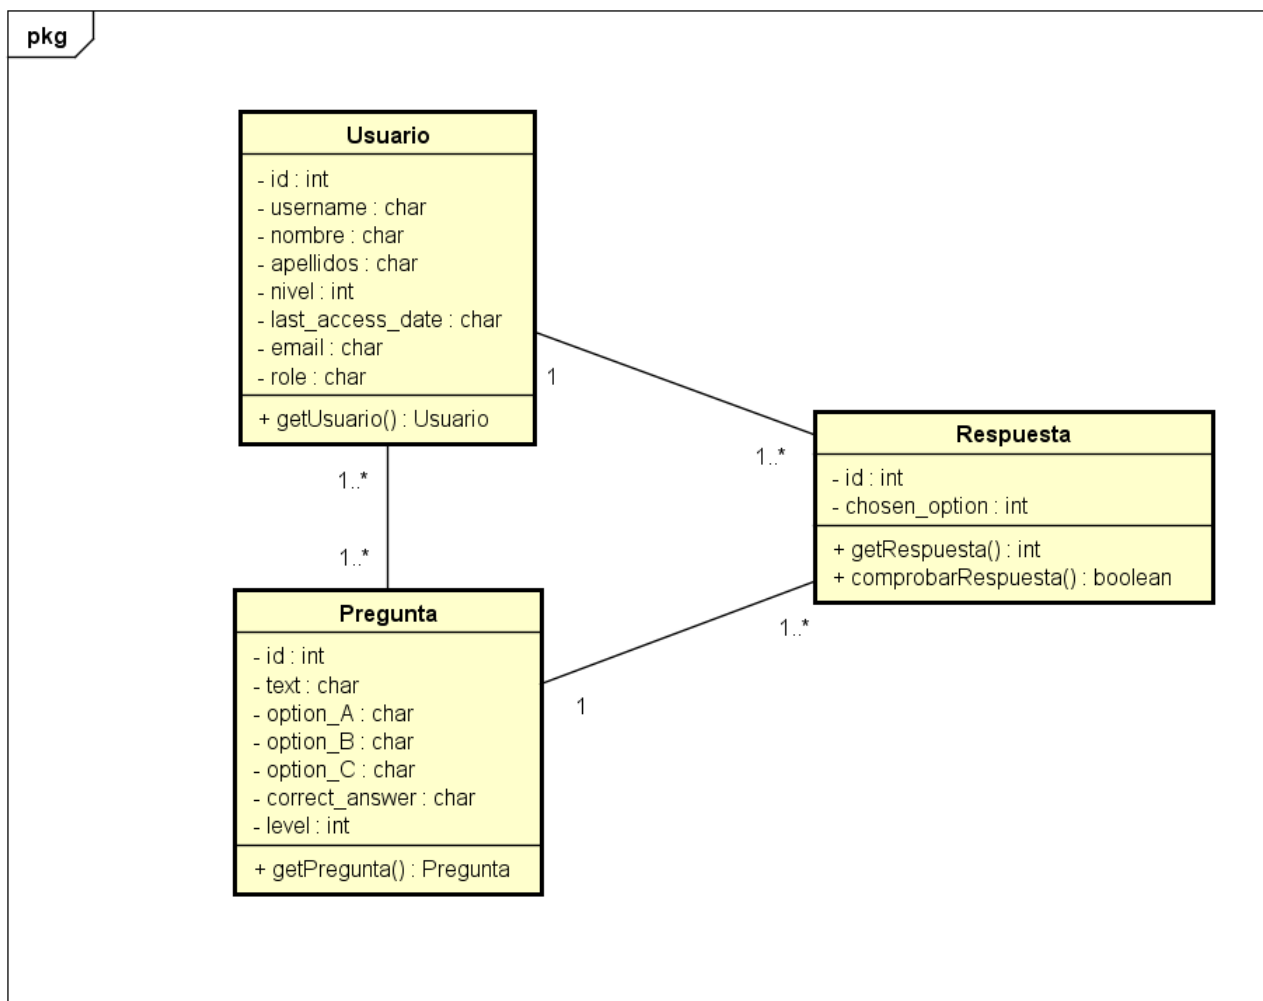 pkg
Usuario
- id : int
- username : char
- nombre : char
- apellidos : char
- nivel : int
- last_access_date : char
- email : char
- role : char
+ getUsuario() : Usuario
1
1..*
Respuesta
- id : int
- chosen_option : int
+ getRespuesta() : int
+ comprobarRespuesta() : boolean
1..*
1..*
1..*
1
Pregunta
- id : int
- text : char
- option_A : char
- option_B : char
- option_C : char
- correct_answer : char
- level : int
+ getPregunta() : Pregunta